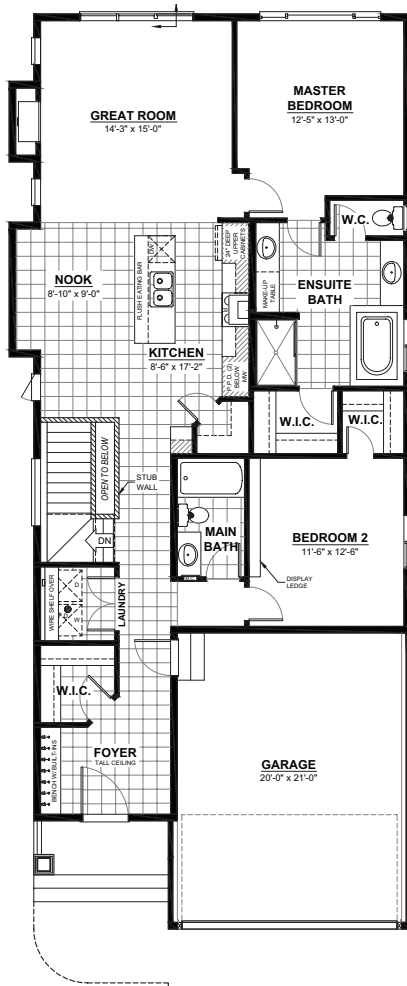 GREAT ROOM
14'-3" x 15'-0"
MASTER
BEDROOM
12'-5" x 13'-0"
W.C.
24" DEEP
UPPER
CABINETS
DW
FLUSH EATING BAR
NOOK
8'-10" x 9'-0"
MAKE-UP
TABLE
ENSUITE
BATH
KITCHEN
8'-6" x 17'-2"
P.P.D. (2)
BELOW
MW
W.I.C.
W.I.C.
OPEN TO BELOW
STUB
WALL
DN
MAIN
BATH
BEDROOM 2
11'-6" x 12'-6"
DISPLAY
LEDGE
WIRE SHELF OVER
D
W
LAUNDRY
W.I.C.
BENCH W/ BUILT-INS
FOYER
TALL CEILING
GARAGE
20'-0" x 21'-0"